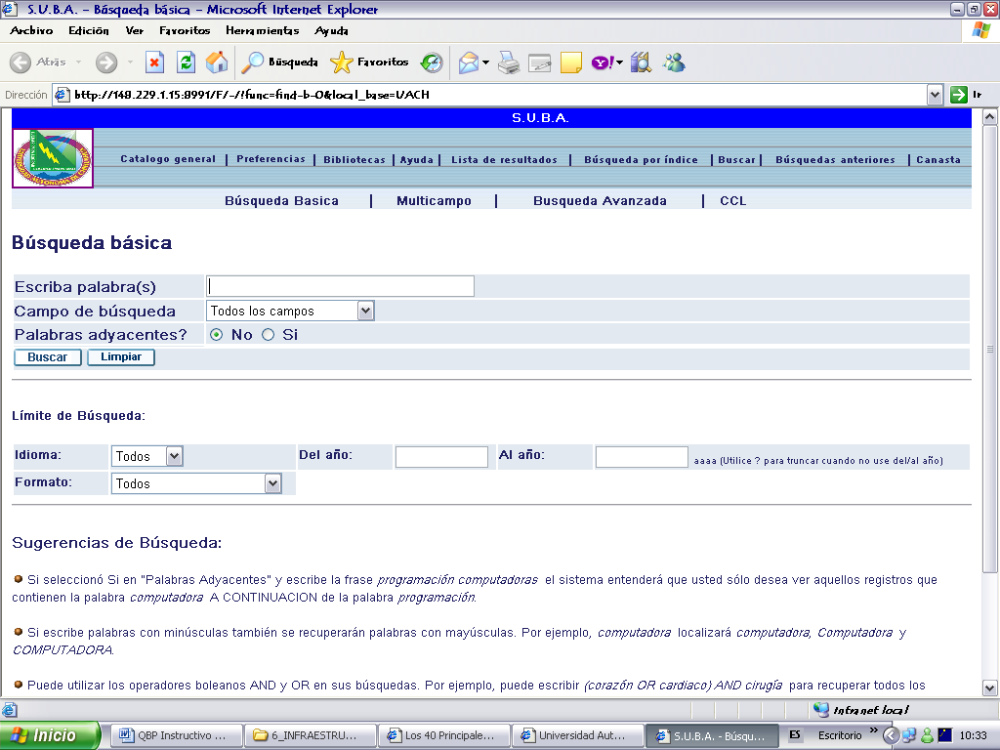 S.U.B.A. - Búsqueda básica - Microsoft Internet Explorer
Archivo Edición Ver Favoritos Herramientas Ayuda
Atrás Búsqueda Favoritos
Dirección http://148.229.1.15:8991/F/-/?func=find-b-0&local_base=UACH Ir
S.U.B.A.
Catalogo general | Preferencias | Bibliotecas | Ayuda | Lista de resultados | Búsqueda por índice | Buscar | Búsquedas anteriores | Canasta
Búsqueda Basica | Multicampo | Busqueda Avanzada | CCL
Búsqueda básica
Escriba palabra(s)
Campo de búsqueda Todos los campos
Palabras adyacentes? No Si
Buscar Limpiar
Límite de Búsqueda:
Idioma: Todos Del año: Al año: aaaa (Utilice ? para truncar cuando no use del/al año)
Formato: Todos
Sugerencias de Búsqueda:
Si seleccionó Si en "Palabras Adyacentes" y escribe la frase programación computadoras el sistema entenderá que usted sólo desea ver aquellos registros que
contienen la palabra computadora A CONTINUACION de la palabra programación.
Si escribe palabras con minúsculas también se recuperarán palabras con mayúsculas. Por ejemplo, computadora localizará computadora, Computadora y
COMPUTADORA.
Puede utilizar los operadores boleanos AND y OR en sus búsquedas. Por ejemplo, puede escribir (corazón OR cardiaco) AND cirugía para recuperar todos los
Intranet local
Inicio QBP Instructivo ... 6_INFRAESTRU... Los 40 Principale... Universidad Aut... S.U.B.A. - Búsqu... ES Escritorio » 10:33